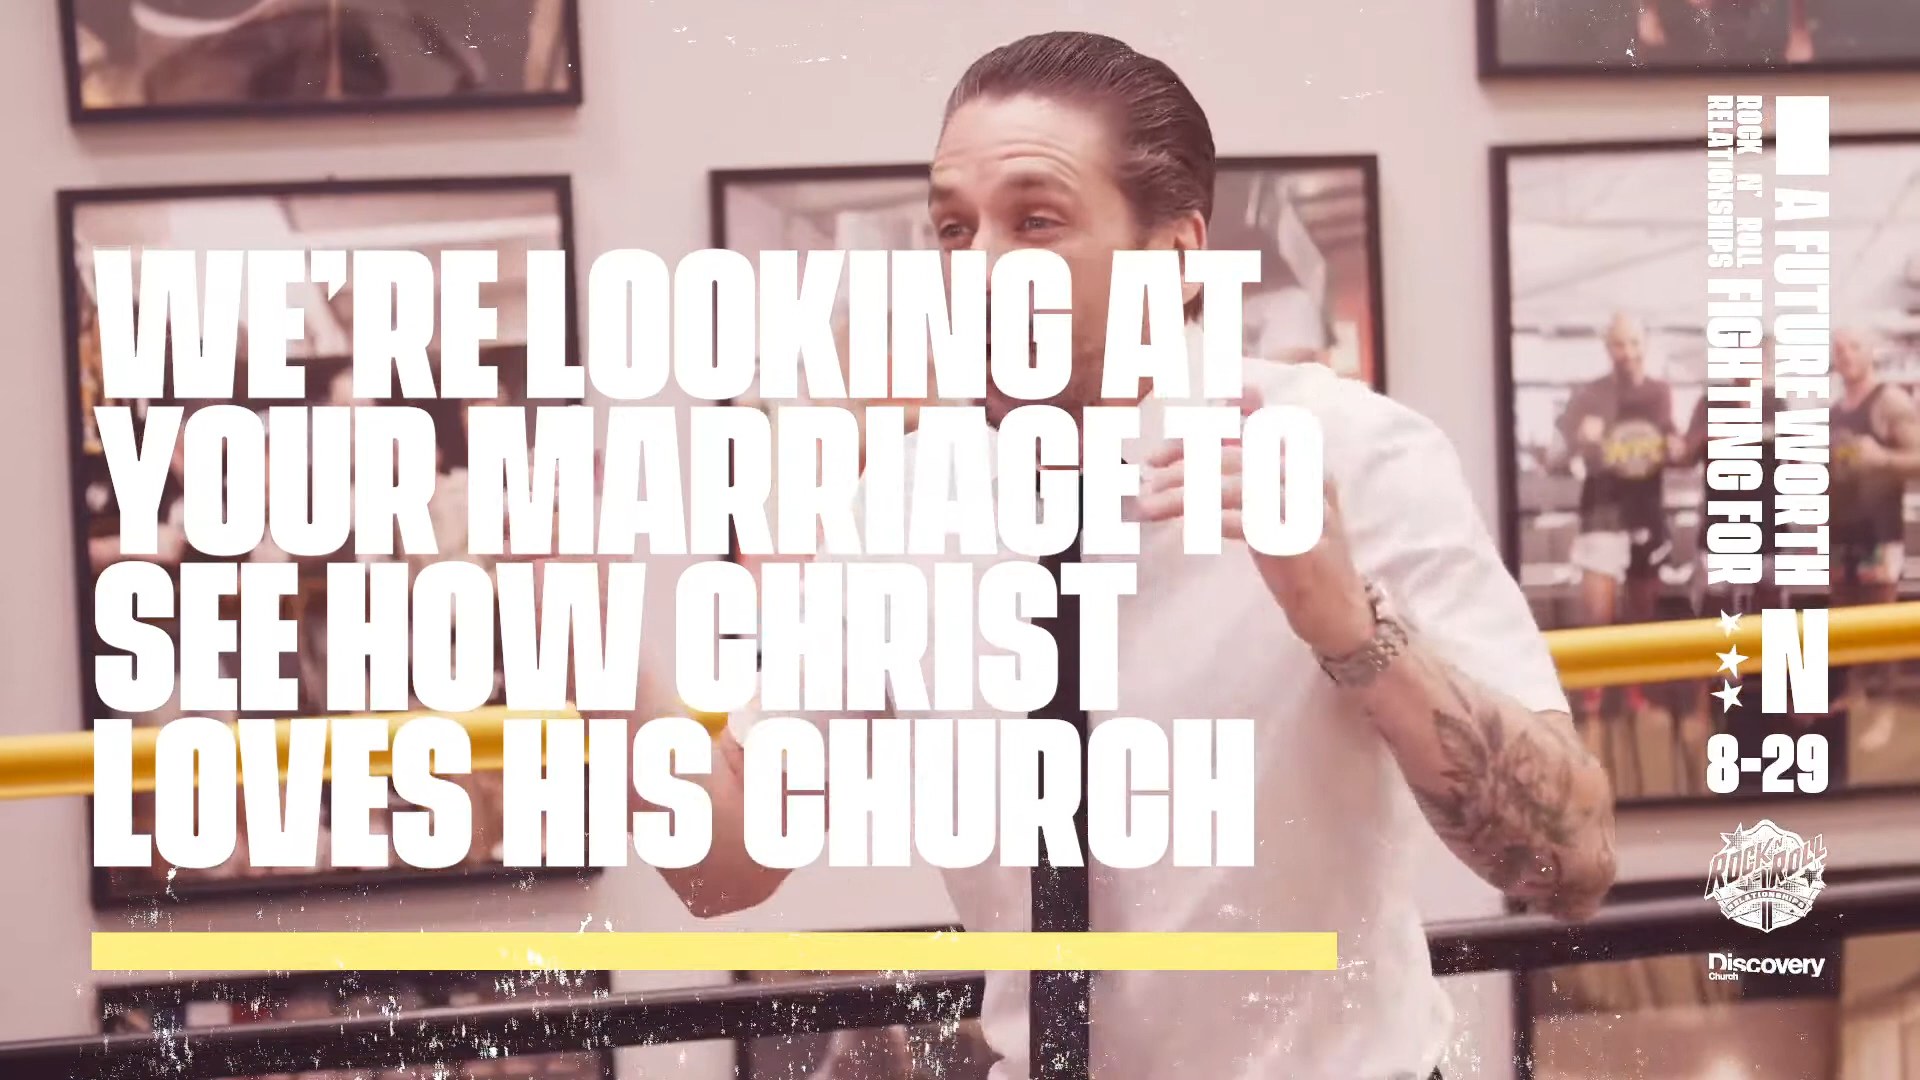 WE'RE LOOKING AT
YOUR MARRIAGE TO
SEE HOW CHRIST
LOVES HIS CHURCH
A FUTURE WORTH
ROCK N' ROLL
RELATIONSHIPS
FIGHTING FOR
N
8-29
ROCK N ROLL
RELATIONSHIPS
Discovery
Church